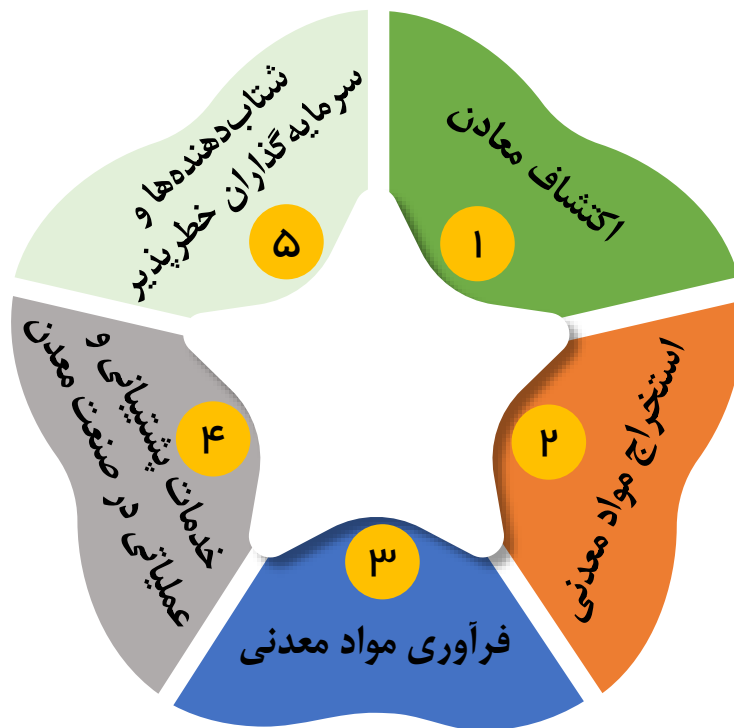 اکتشاف معادن
۱
استخراج مواد معدنی
۲
۳
فرآوری مواد معدنی
خدمات پشتیبانی و
عملیاتی در صنعت معدن
۴
شتاب‌دهنده‌ها و
سرمایه‌گذاران خطرپذیر
۵